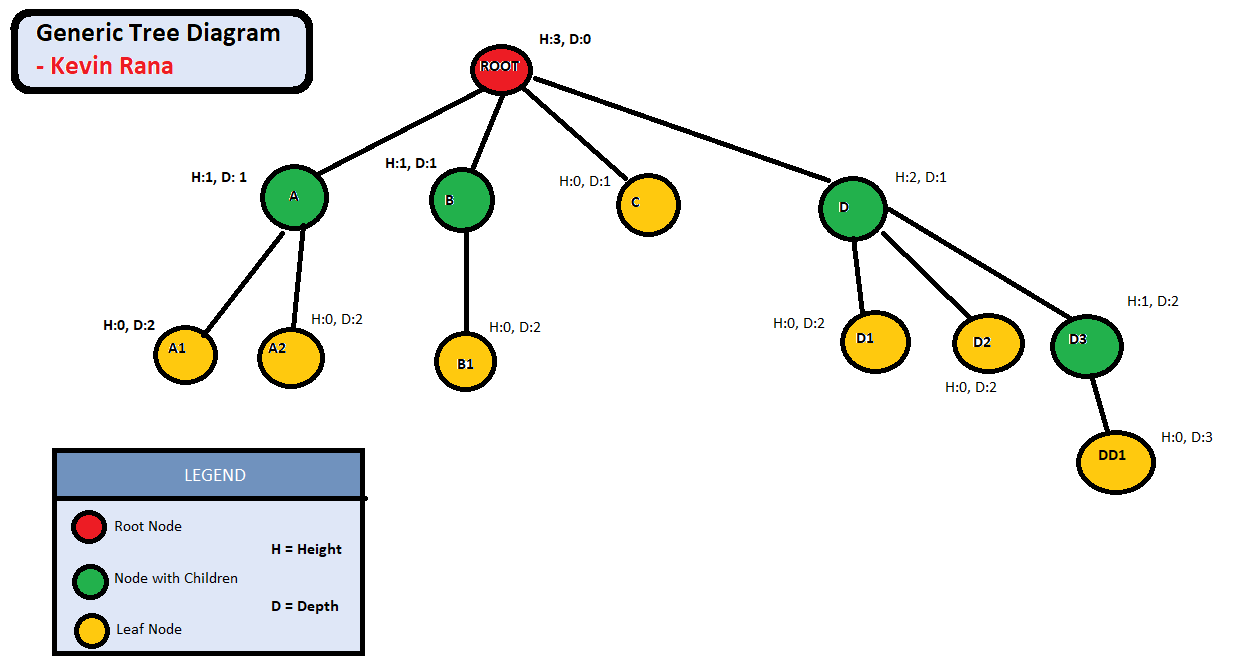 Generic Tree Diagram
- Kevin Rana
H:3, D:0
ROOT
H:1, D: 1
A
H:1, D:1
B
H:0, D:1
C
H:2, D:1
D
H:0, D:2
A1
H:0, D:2
A2
H:0, D:2
B1
H:0, D:2
D1
D2
H:0, D:2
H:1, D:2
D3
H:0, D:3
DD1
LEGEND
Root Node
H = Height
Node with Children
D = Depth
Leaf Node